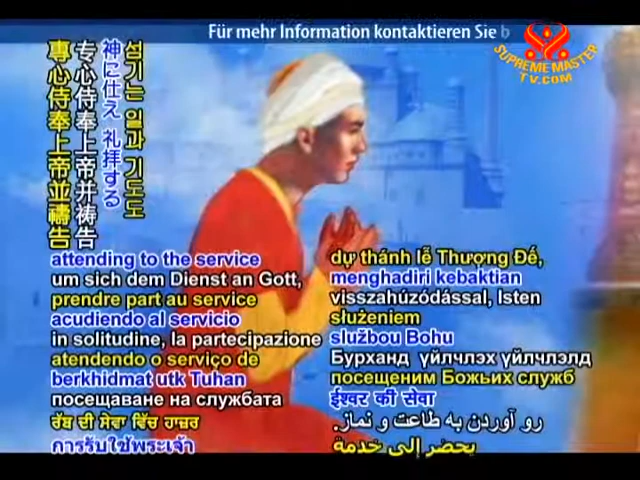 Für mehr Information kontaktieren Sie b
SUPREME MASTER
TV.COM
섬기는 일과 기도도
神に仕え 礼拝する
专心侍奉上帝并祷告
專心侍奉上帝並禱告
attending to the service
um sich dem Dienst an Gott,
prendre part au service
acudiendo al servicio
in solitudine, la partecipazione
atendendo o serviço de
berkhidmat utk Tuhan
посещаване на службата
ਰੱਬ ਦੀ ਸੇਵਾ ਵਿੱਚ ਹਾਜ਼ਰ
การรับใช้พระเจ้า
dự thánh lễ Thượng Đế,
menghadiri kebaktian
visszahúzódással, Isten
służeniem
službou Bohu
Бурханд үйлчлэх үйлчлэлд
посещеним Божьих служб
ईश्वर की सेवा
رو آوردن به طاعت و نماز.
يحضر إلى خدمة